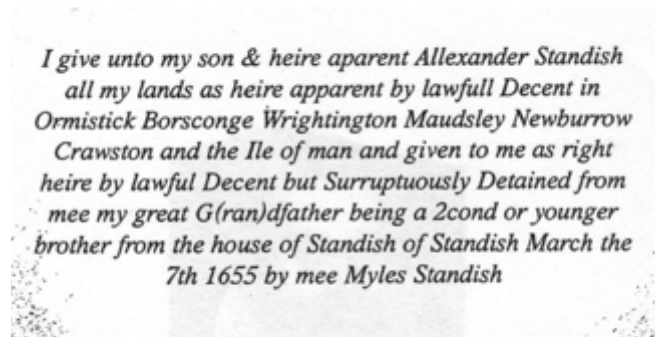 I give unto my son & heire aparent Allexander Standish
all my lands as heire apparent by lawfull Decent in
Ormistick Borsconge Wrightington Maudsley Newburrow
Crawston and the Ile of man and given to me as right
heire by lawful Decent but Surruptuously Detained from
mee my great G(ran)dfather being a 2cond or younger
brother from the house of Standish of Standish March the
7th 1655 by mee Myles Standish